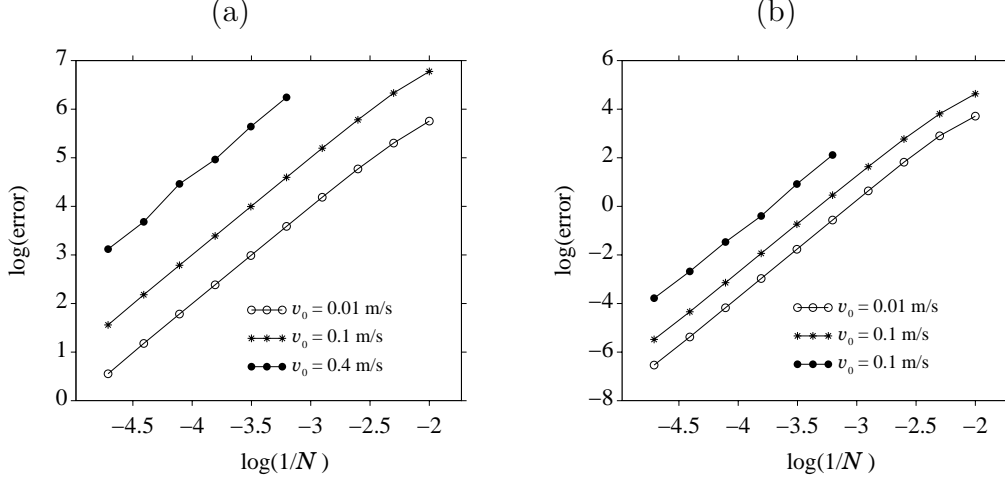 (a)
7
6
5
4
3
2
1
0
log(error)
v₀ = 0.01 m/s
v₀ = 0.1 m/s
v₀ = 0.4 m/s
−4.5 −4 −3.5 −3 −2.5 −2
log(1/N )
(b)
6
4
2
0
−2
−4
−6
−8
log(error)
v₀ = 0.01 m/s
v₀ = 0.1 m/s
v₀ = 0.1 m/s
−4.5 −4 −3.5 −3 −2.5 −2
log(1/N )